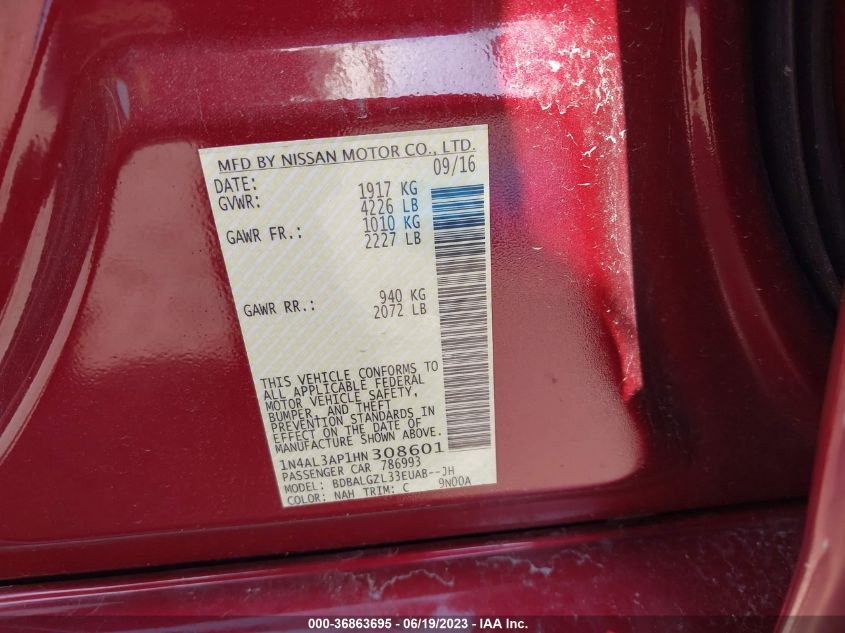 MFD BY NISSAN MOTOR CO., LTD.
DATE: 09/16
GVWR: 1917 KG
4226 LB
GAWR FR.: 1010 KG
2227 LB
GAWR RR.: 940 KG
2072 LB
THIS VEHICLE CONFORMS TO
ALL APPLICABLE FEDERAL
MOTOR VEHICLE SAFETY,
BUMPER, AND THEFT
PREVENTION STANDARDS IN
EFFECT ON THE DATE OF
MANUFACTURE SHOWN ABOVE.
1N4AL3AP1HN 308601
PASSENGER CAR 786993
MODEL: BDBALGZL33EUAB--JH
COLOR: NAH TRIM: C 9N00A
000-36863695 - 06/19/2023 - IAA Inc.